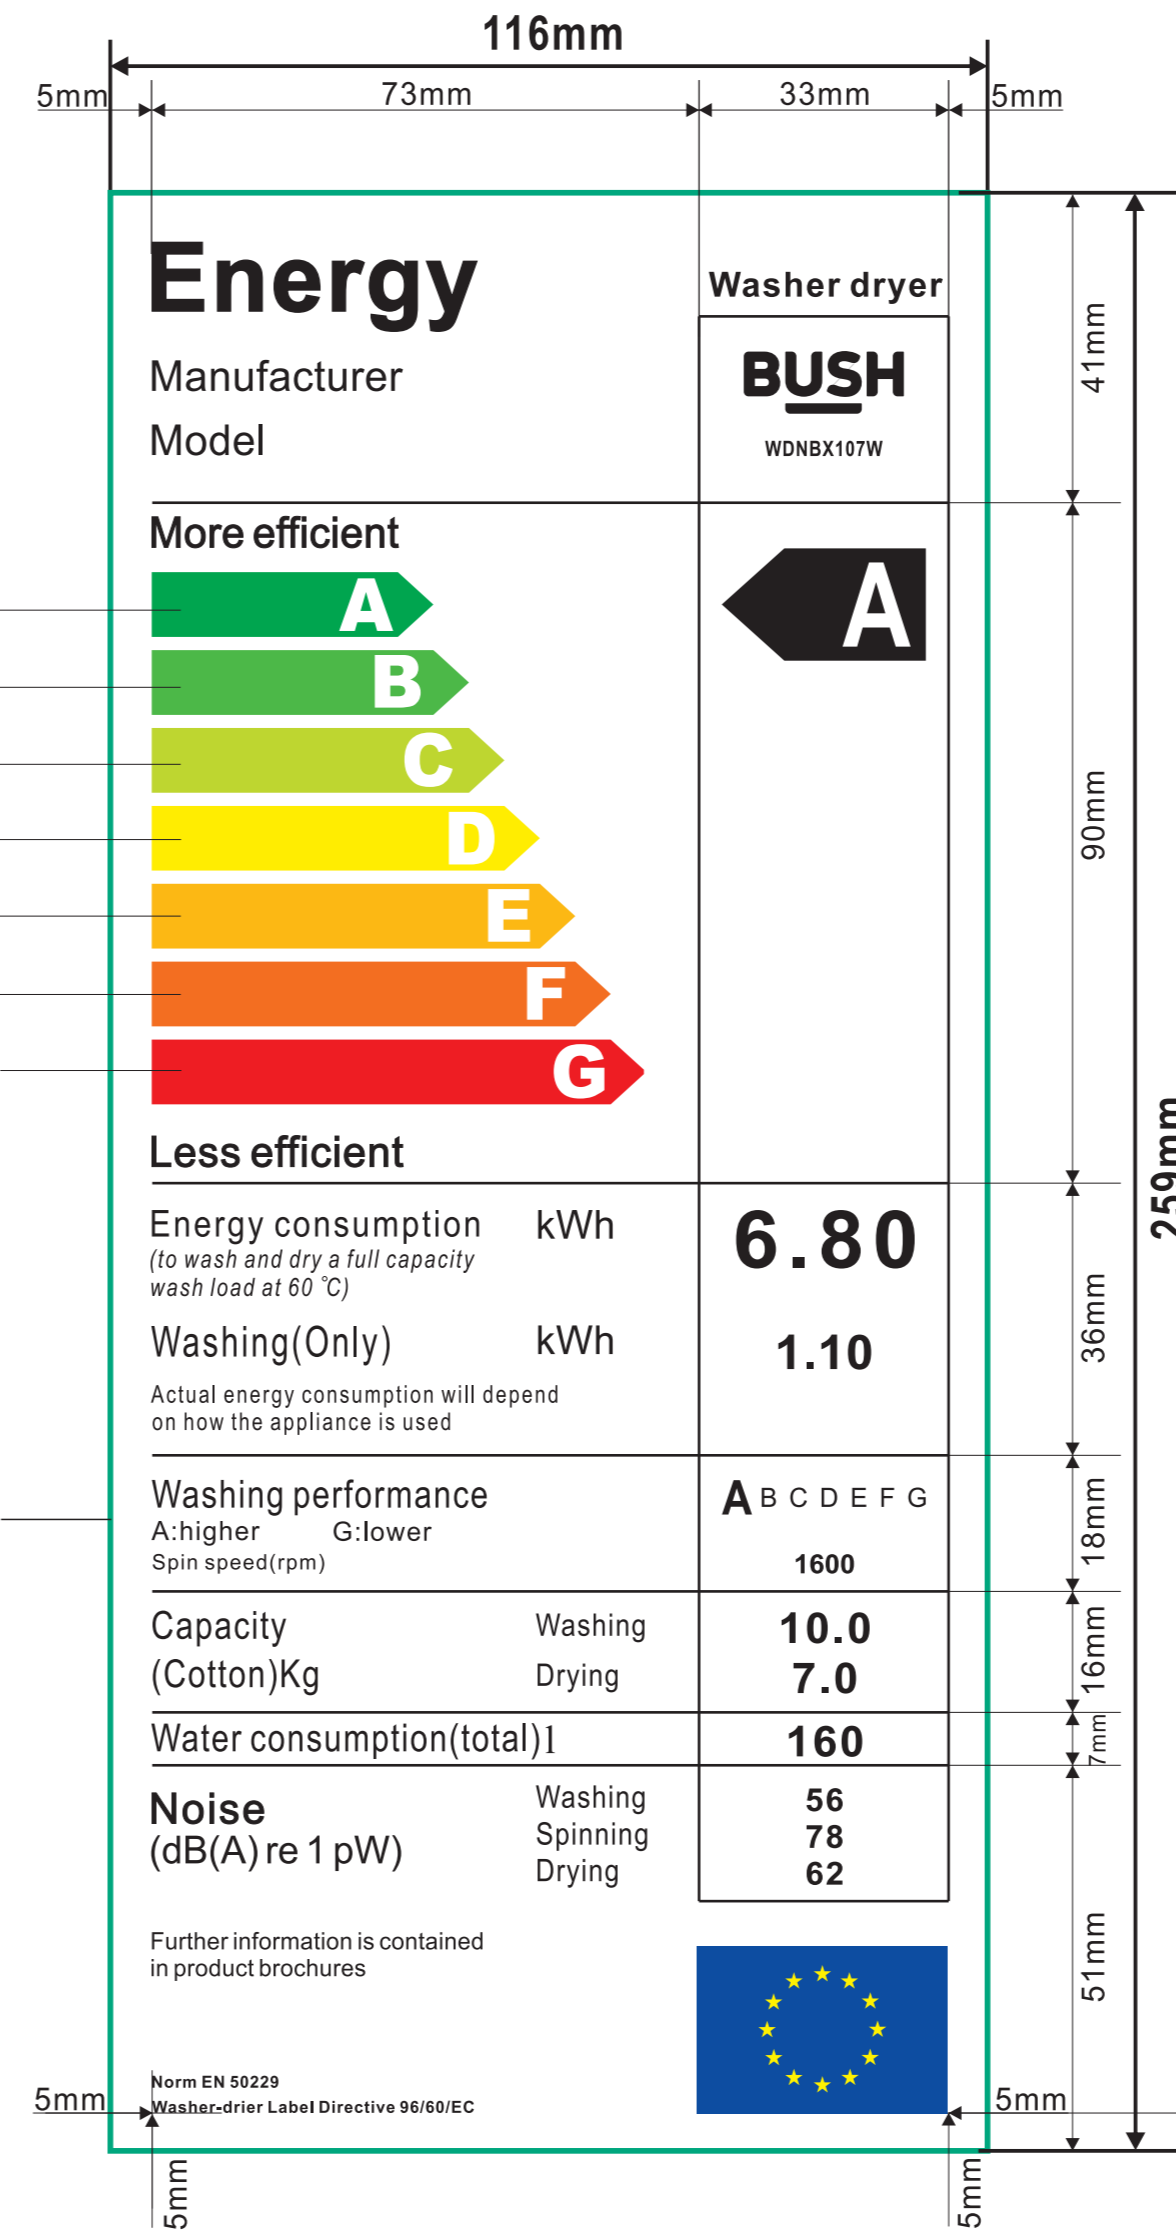 116mm
5mm 73mm 33mm 5mm
Energy
Washer dryer
Manufacturer
BUSH
Model
WDNBX107W
41mm
More efficient
A
A
B
C
D
E
F
G
90mm
259mm
Less efficient
Energy consumption kWh 6.80
(to wash and dry a full capacity
wash load at 60 ˚C)
Washing(Only) kWh 1.10
36mm
Actual energy consumption will depend
on how the appliance is used
Washing performance A B C D E F G
A:higher G:lower
Spin speed(rpm) 1600
18mm
Capacity Washing 10.0
(Cotton)Kg Drying 7.0
16mm
Water consumption(total)l 160
7mm
Noise Washing 56
(dB(A) re 1 pW) Spinning 78
Drying 62
Further information is contained
in product brochures
51mm
Norm EN 50229
Washer-drier Label Directive 96/60/EC
5mm 5mm
5mm 5mm